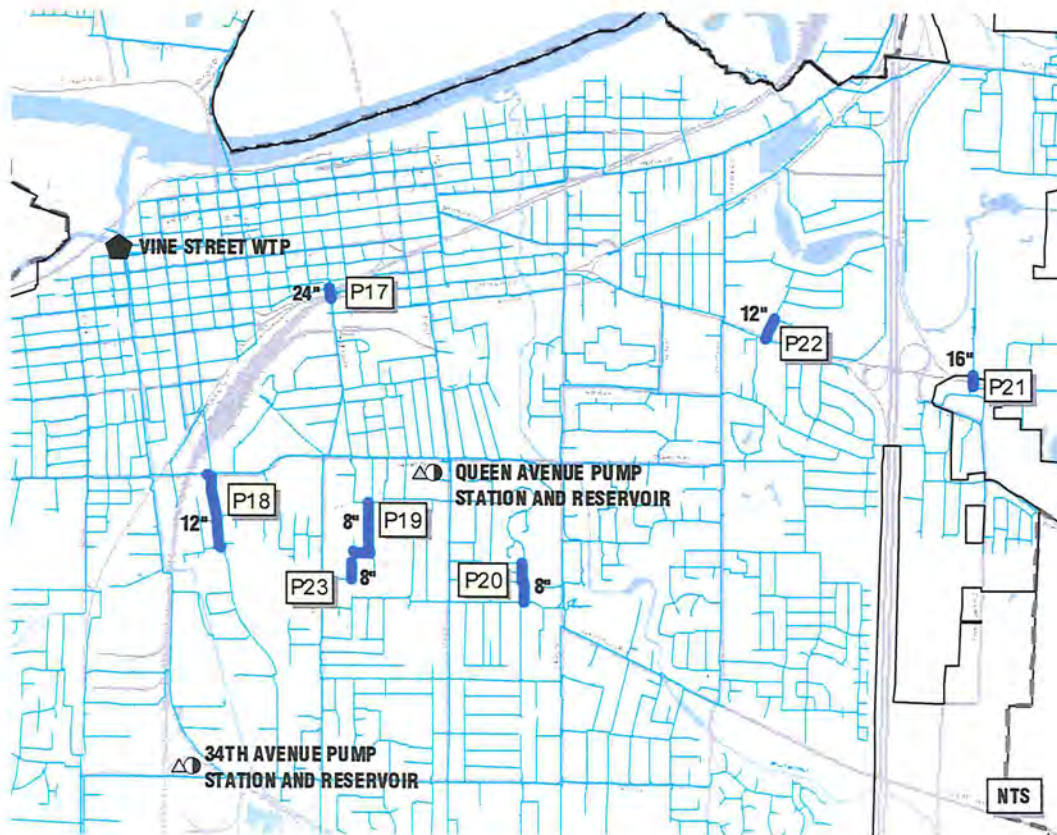 VINE STREET WTP
24"
P17
12"
P22
16"
P21
QUEEN AVENUE PUMP
STATION AND RESERVOIR
P18
12"
8"
P19
P23
8"
P20
8"
34TH AVENUE PUMP
STATION AND RESERVOIR
NTS